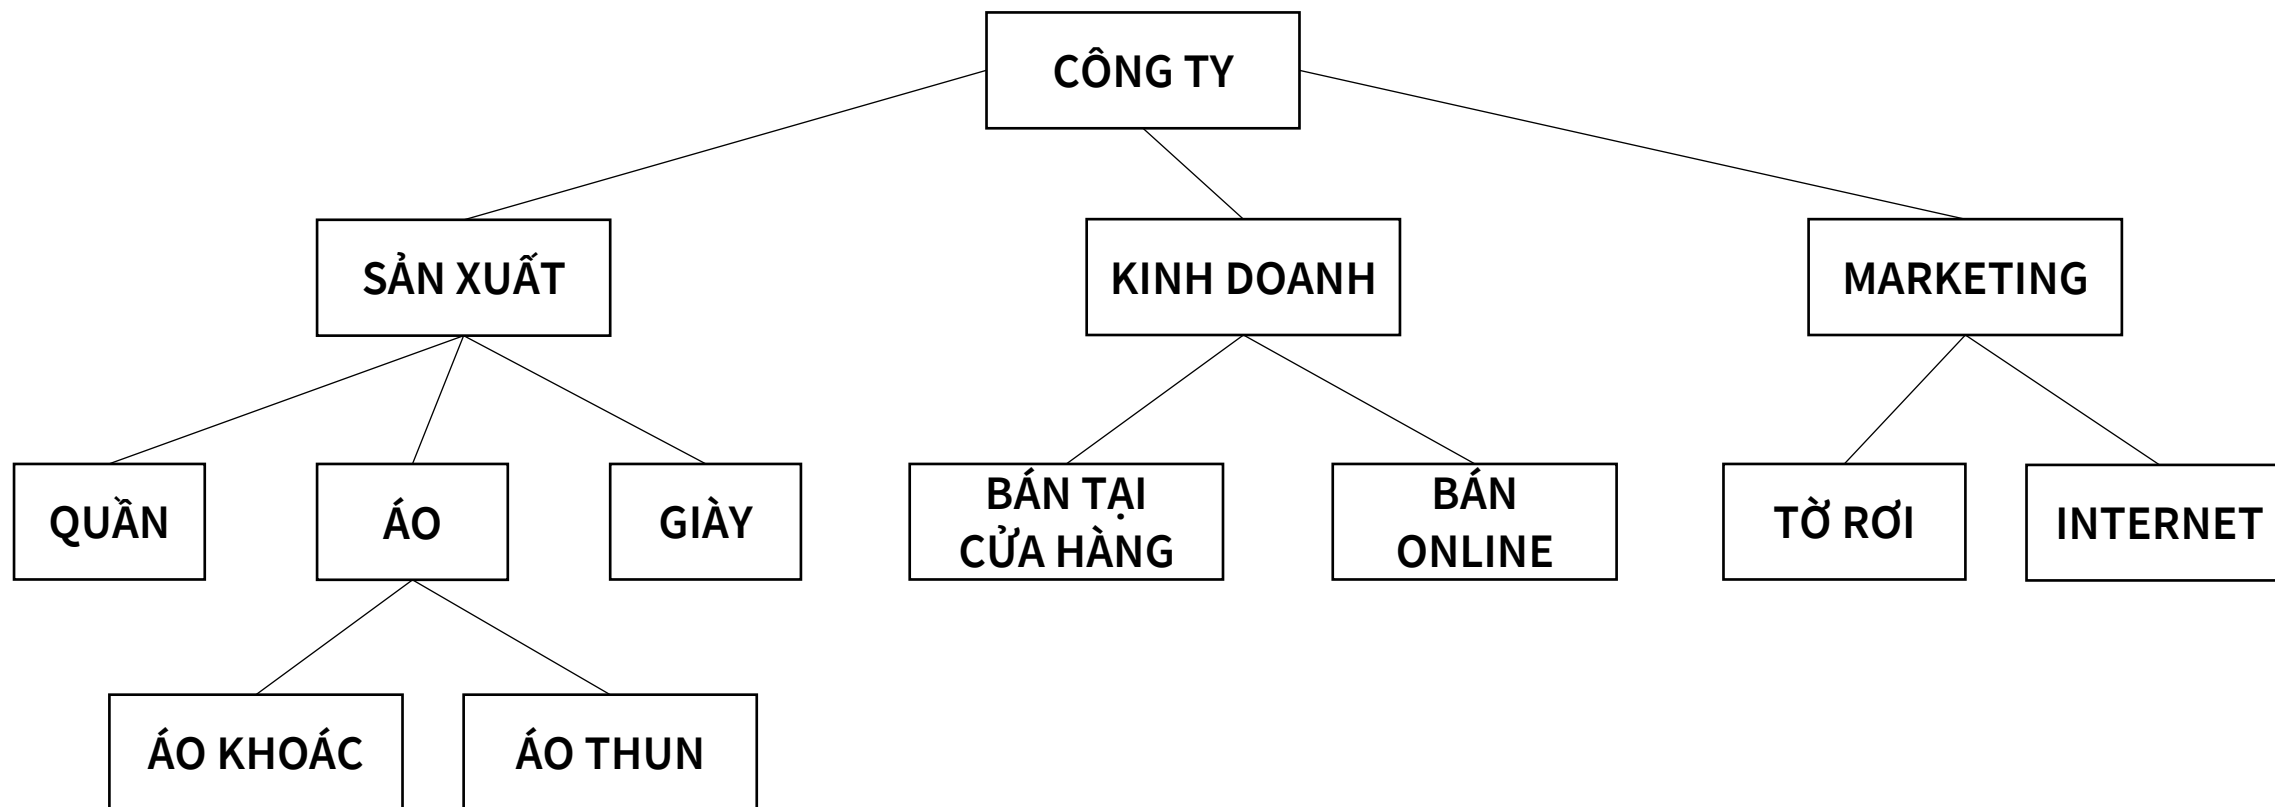 CÔNG TY
SẢN XUẤT
KINH DOANH
MARKETING
QUẦN
ÁO
GIÀY
BÁN TẠI
CỬA HÀNG
BÁN
ONLINE
TỜ RƠI
INTERNET
ÁO KHOÁC
ÁO THUN